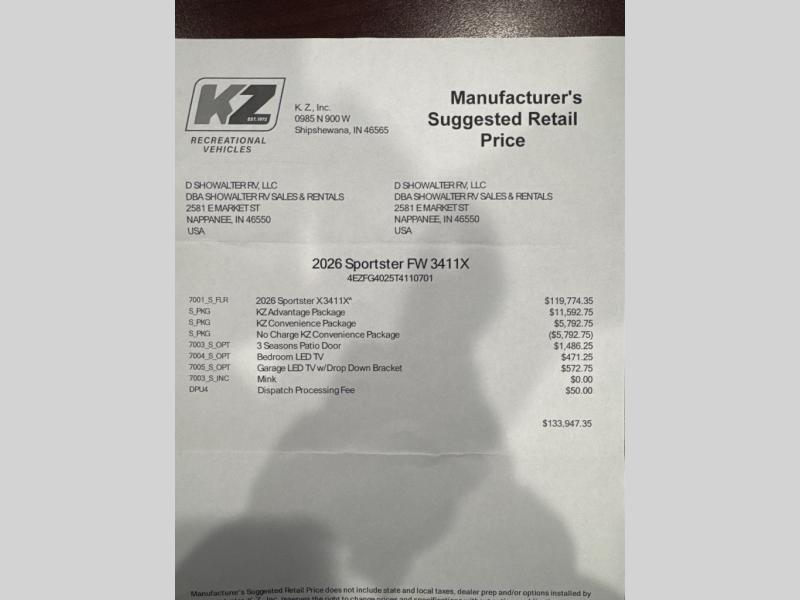 KZ
EST. 1972
RECREATIONAL
VEHICLES
K. Z., Inc.
0985 N 900 W
Shipshewana, IN 46565
Manufacturer's
Suggested Retail
Price
D SHOWALTER RV, LLC
DBA SHOWALTER RV SALES & RENTALS
2581 E MARKET ST
NAPPANEE, IN 46550
USA
D SHOWALTER RV, LLC
DBA SHOWALTER RV SALES & RENTALS
2581 E MARKET ST
NAPPANEE, IN 46550
USA
2026 Sportster FW 3411X
4EZFG4025T4110701
7001_S_FLR 2026 Sportster X 3411X^ $119,774.35
S_PKG KZ Advantage Package $11,592.75
S_PKG KZ Convenience Package $5,792.75
S_PKG No Charge KZ Convenience Package ($5,792.75)
7003_S_OPT 3 Seasons Patio Door $1,486.25
7004_S_OPT Bedroom LED TV $471.25
7005_S_OPT Garage LED TV w/Drop Down Bracket $572.75
7003_S_INC Mink $0.00
DPU4 Dispatch Processing Fee $50.00
$133,947.35
Manufacturer's Suggested Retail Price does not include state and local taxes, dealer prep and/or options installed by